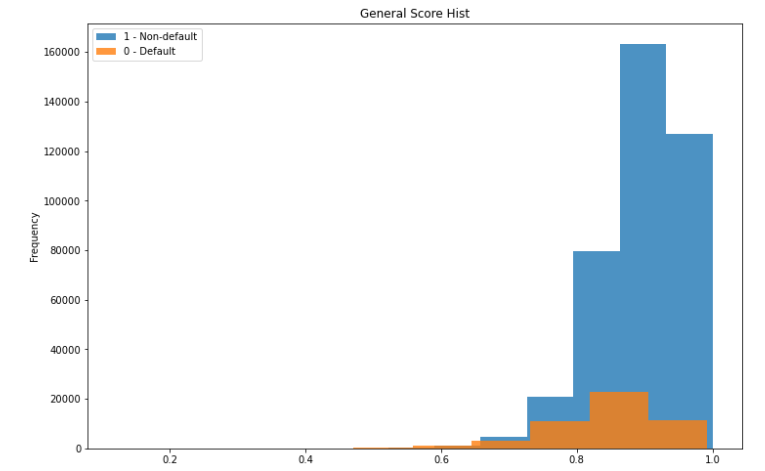 General Score Hist
1 - Non-default
0 - Default
160000
140000
120000
100000
80000
60000
40000
20000
0
Frequency
0.2 0.4 0.6 0.8 1.0